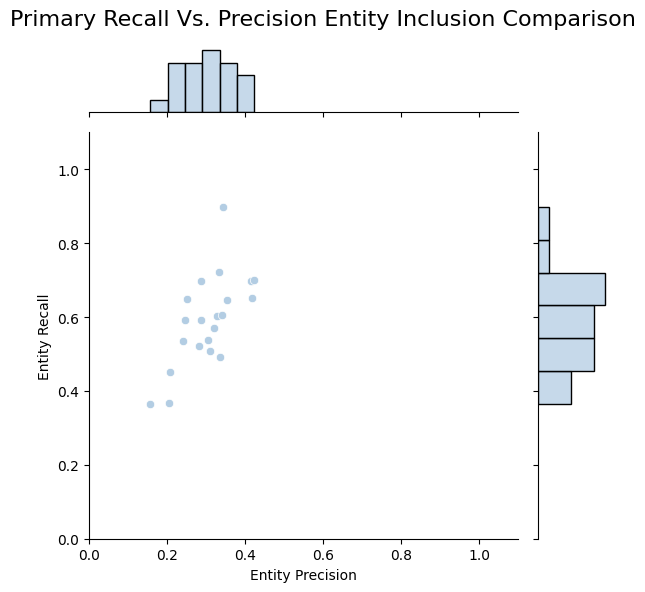 Primary Recall Vs. Precision Entity Inclusion Comparison
1.0
0.8
0.6
0.4
0.2
0.0
Entity Recall
0.0 0.2 0.4 0.6 0.8 1.0
Entity Precision